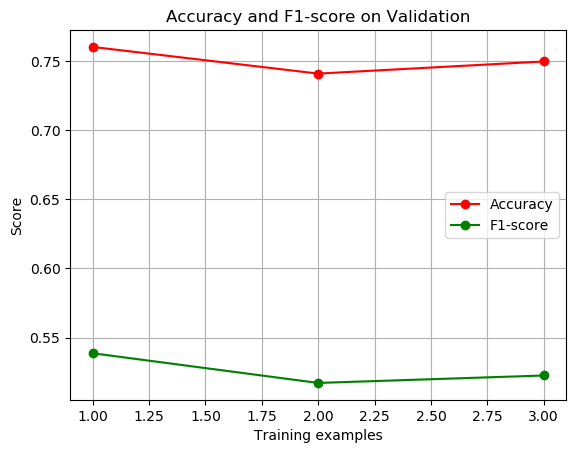 Accuracy and F1-score on Validation
Score
0.75
0.70
0.65
0.60
0.55
Accuracy
F1-score
1.00 1.25 1.50 1.75 2.00 2.25 2.50 2.75 3.00
Training examples